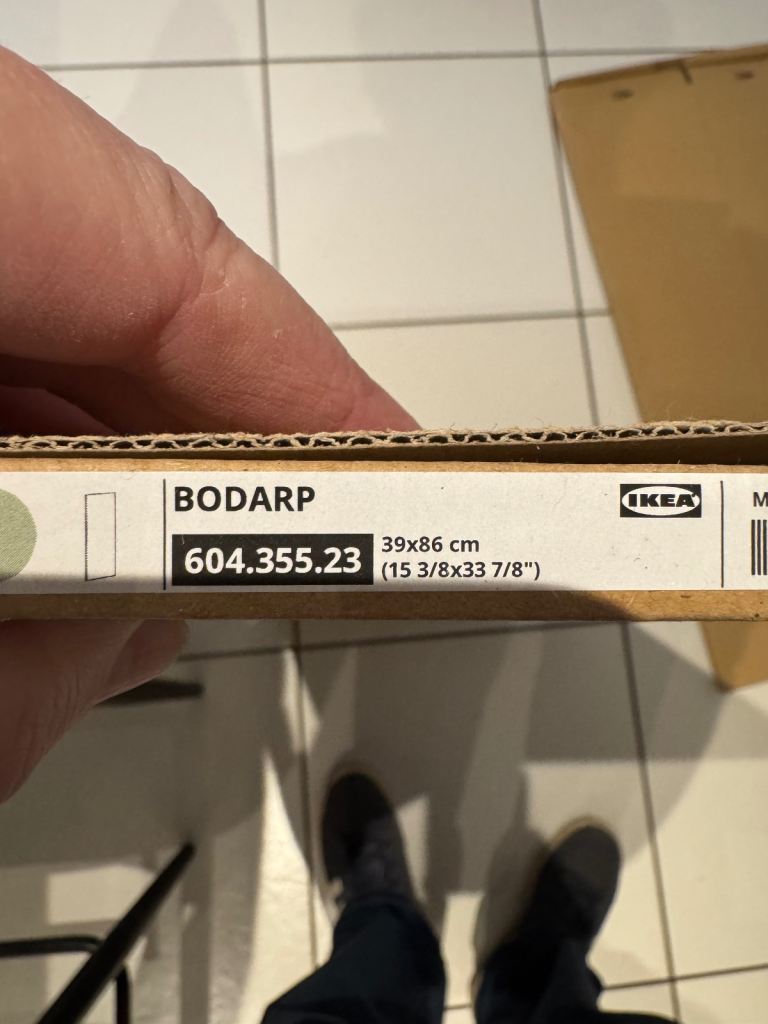 BODARP
604.355.23
39x86 cm
(15 3/8x33 7/8")
IKEA
M